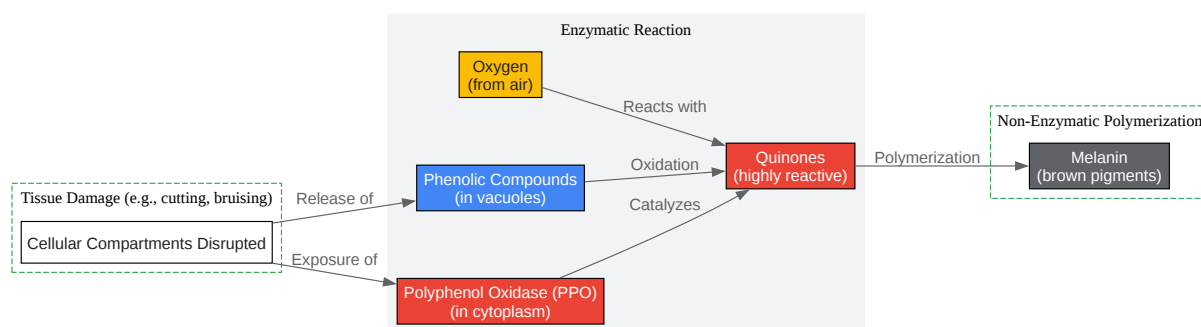 Enzymatic Reaction
Oxygen
(from air)
Reacts with
Non-Enzymatic Polymerization
Quinones
(highly reactive)
Polymerization
Melanin
(brown pigments)
Oxidation
Phenolic Compounds
(in vacuoles)
Tissue Damage (e.g., cutting, bruising)
Release of
Catalyzes
Cellular Compartments Disrupted
Exposure of
Polyphenol Oxidase (PPO)
(in cytoplasm)